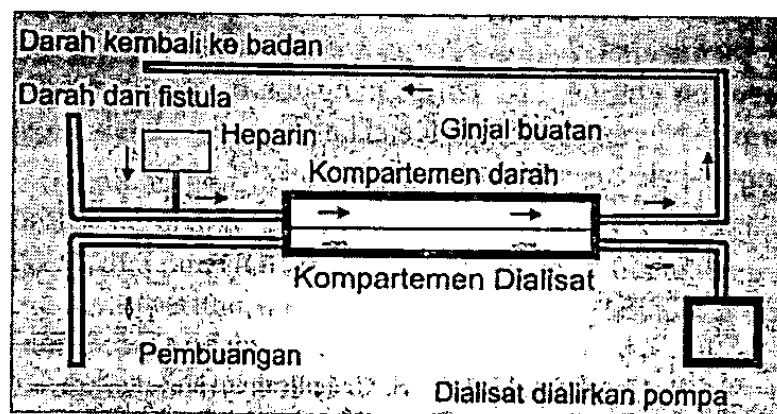 Darah kembali ke badan
Darah dari fistula
Heparin
Ginjal buatan
Kompartemen darah
Kompartemen Dialisat
Pembuangan
Dialisat dialirkan pompa